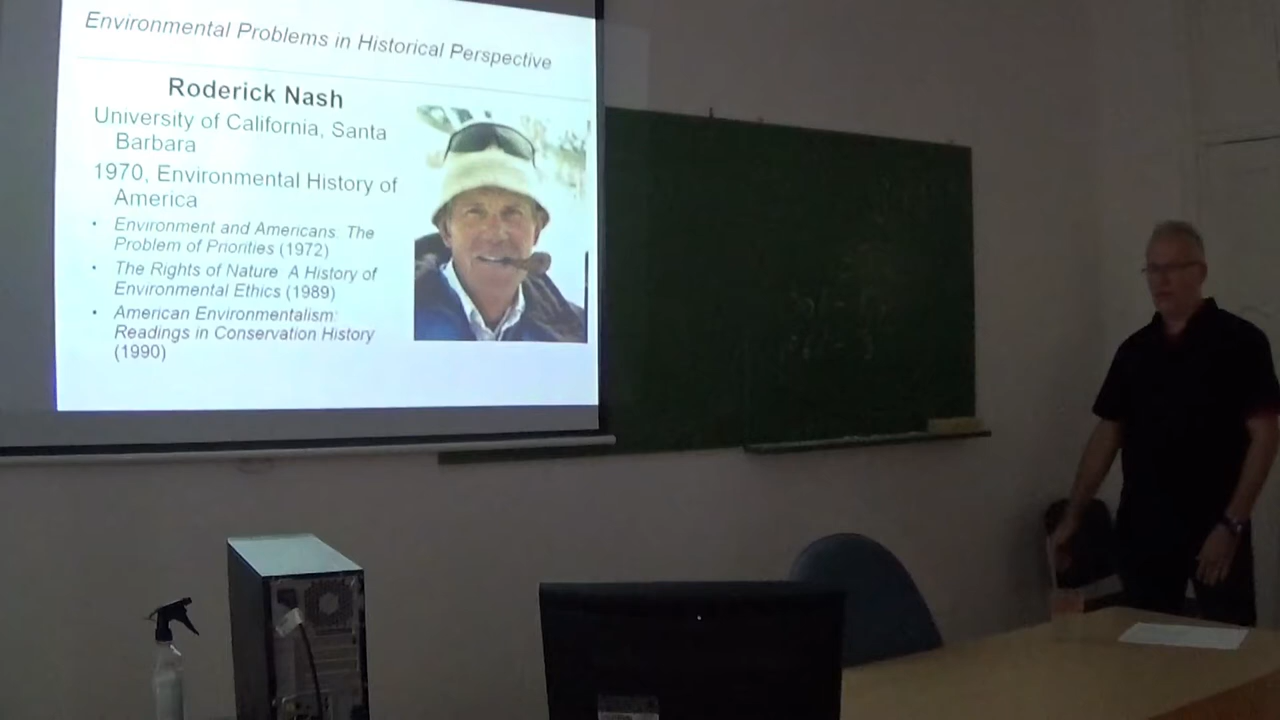 Environmental Problems in Historical Perspective
Roderick Nash
University of California, Santa
Barbara
1970, Environmental History of
America
• Environment and Americans: The
Problem of Priorities (1972)
• The Rights of Nature A History of
Environmental Ethics (1989)
• American Environmentalism:
Readings in Conservation History
(1990)